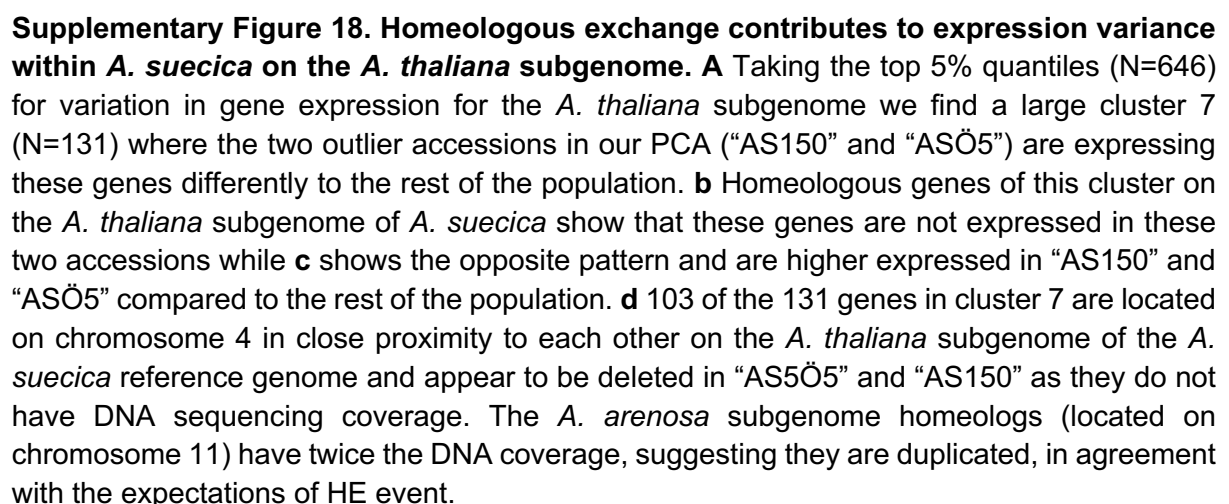 Supplementary Figure 18. Homeologous exchange contributes to expression variance
within A. suecica on the A. thaliana subgenome. A Taking the top 5% quantiles (N=646)
for variation in gene expression for the A. thaliana subgenome we find a large cluster 7
(N=131) where the two outlier accessions in our PCA (“AS150” and “ASÖ5”) are expressing
these genes differently to the rest of the population. b Homeologous genes of this cluster on
the A. thaliana subgenome of A. suecica show that these genes are not expressed in these
two accessions while c shows the opposite pattern and are higher expressed in “AS150” and
“ASÖ5” compared to the rest of the population. d 103 of the 131 genes in cluster 7 are located
on chromosome 4 in close proximity to each other on the A. thaliana subgenome of the A.
suecica reference genome and appear to be deleted in “AS5Ö5” and “AS150” as they do not
have DNA sequencing coverage. The A. arenosa subgenome homeologs (located on
chromosome 11) have twice the DNA coverage, suggesting they are duplicated, in agreement
with the expectations of HE event.